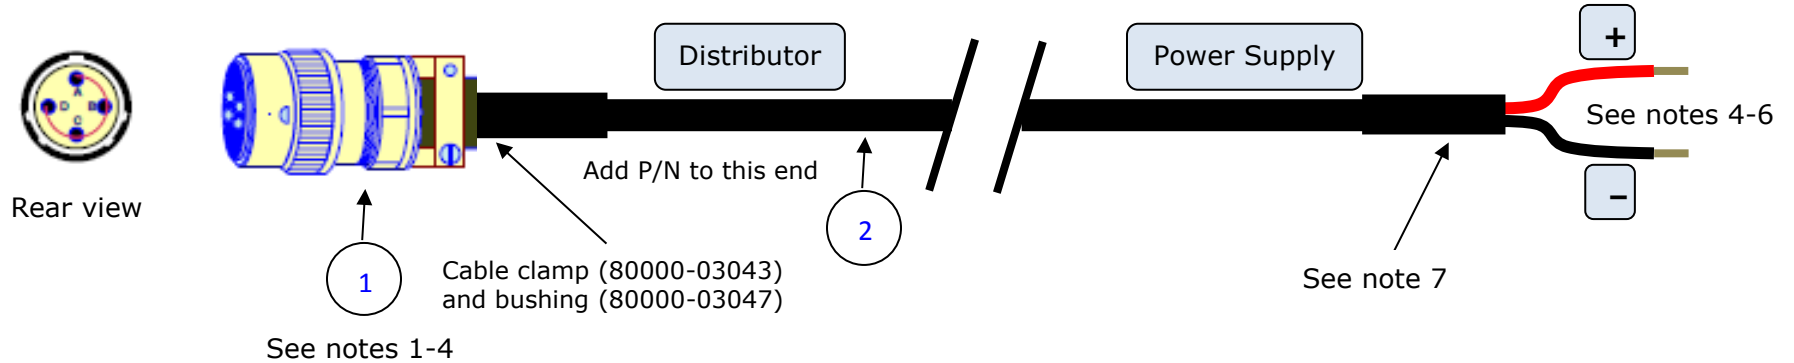 A
D B
C
Rear view
Distributor
Power Supply
+
See notes 4-6
−
Add P/N to this end
1
2
Cable clamp (80000-03043)
and bushing (80000-03047)
See note 7
See notes 1-4